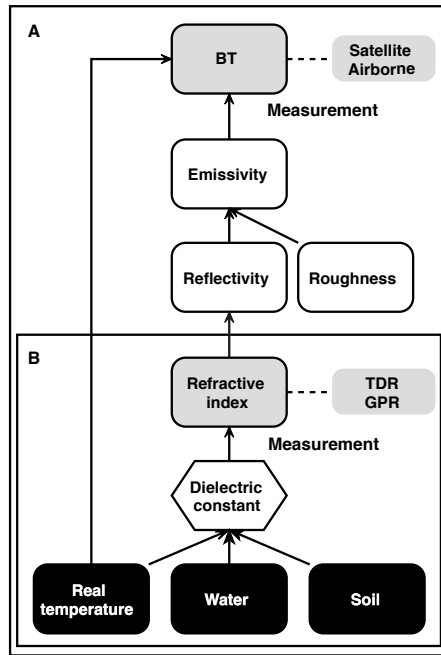 A
BT
Satellite
Airborne
Measurement
Emissivity
Reflectivity
Roughness
B
Refractive
index
TDR
GPR
Measurement
Dielectric
constant
Real
temperature
Water
Soil